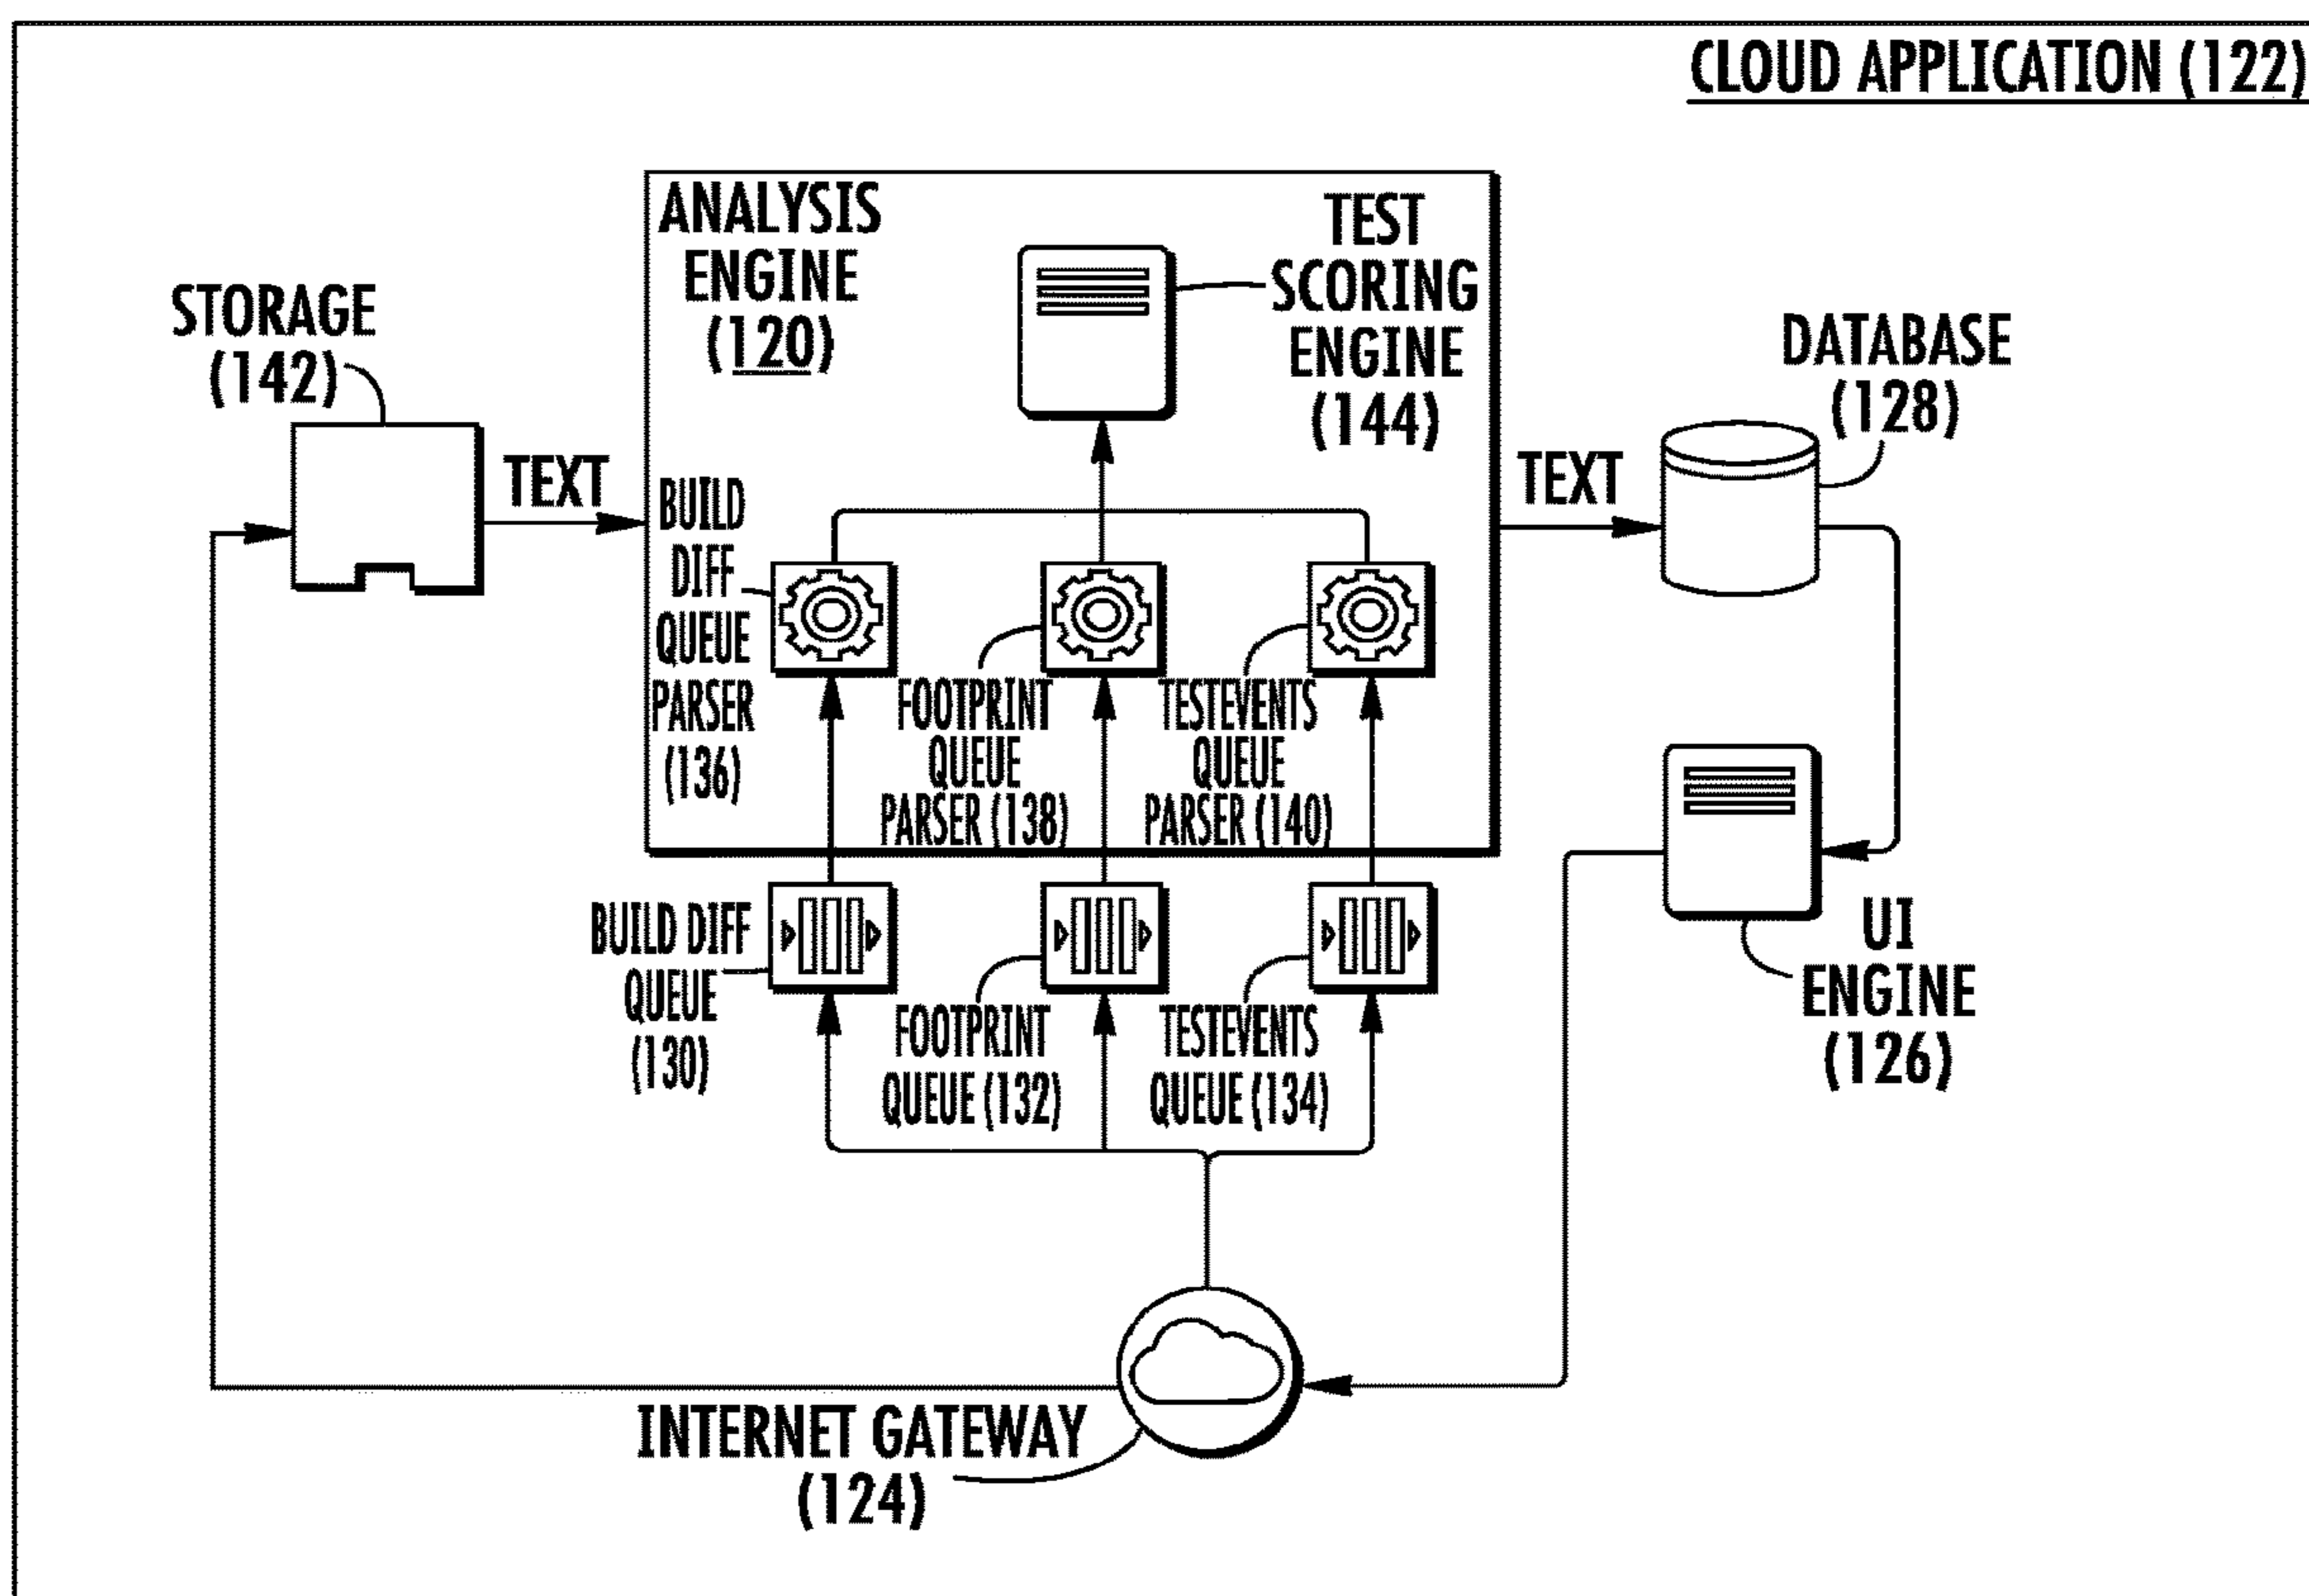 CLOUD APPLICATION (122)
STORAGE
(142)
TEXT
ANALYSIS
ENGINE
(120)
TEST
SCORING
ENGINE
(144)
BUILD
DIFF
QUEUE
PARSER
(136)
FOOTPRINT
QUEUE
PARSER (138)
TESTEVENTS
QUEUE
PARSER (140)
TEXT
DATABASE
(128)
BUILD DIFF
QUEUE
(130)
FOOTPRINT
QUEUE (132)
TESTEVENTS
QUEUE (134)
UI
ENGINE
(126)
INTERNET GATEWAY
(124)